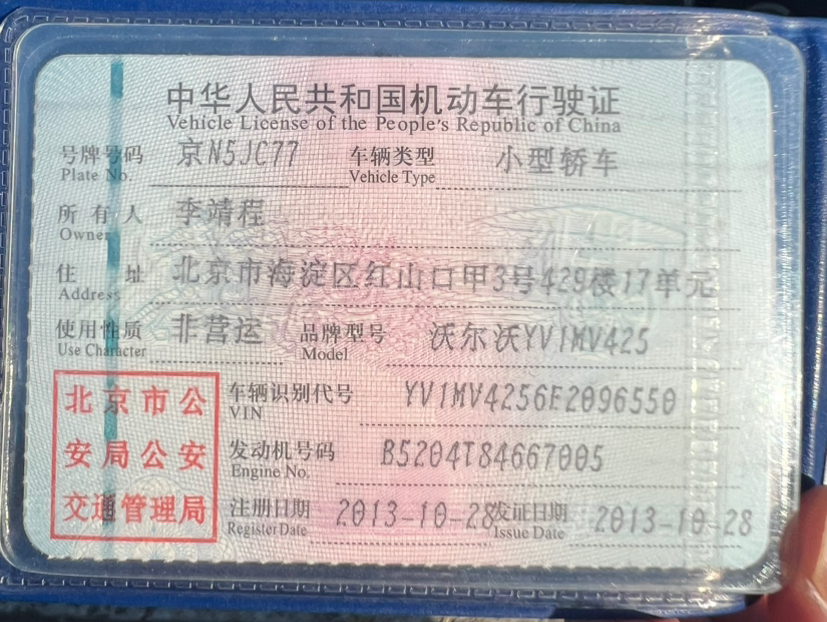 中华人民共和国机动车行驶证
Vehicle License of the People's Republic of China
号牌号码 京N5JC77 车辆类型 小型轿车
Plate No. Vehicle Type
所有人 李靖程
Owner
住址 北京市海淀区红山口甲3号429楼17单元
Address
使用性质 非营运 品牌型号 沃尔沃YV1MV425
Use Character Model
北京市公安局公安交通管理局
车辆识别代号 YV1MV4256E2096550
VIN
发动机号码 B5204T84667005
Engine No.
注册日期 2013-10-28 发证日期 2013-10-28
Register Date Issue Date